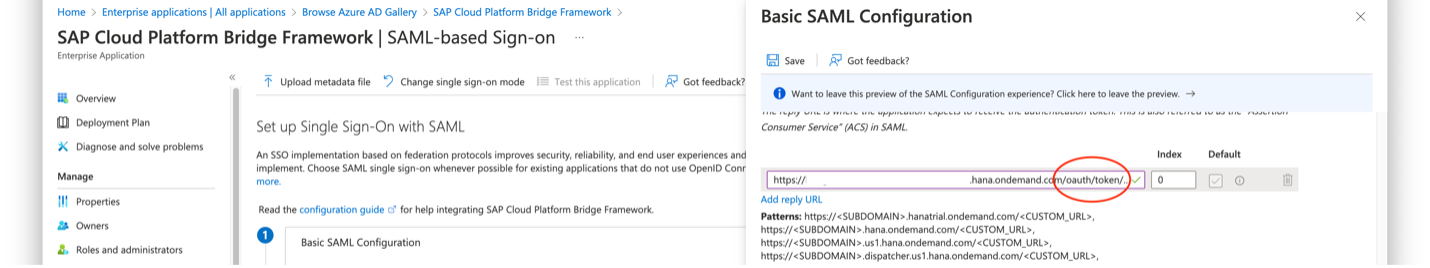 Home > Enterprise applications | All applications > Browse Azure AD Gallery > SAP Cloud Platform Bridge Framework >
SAP Cloud Platform Bridge Framework | SAML-based Sign-on ...
Enterprise Application
«
Overview
Deployment Plan
Diagnose and solve problems
Manage
Properties
Owners
Roles and administrators
Upload metadata file Change single sign-on mode Test this application Got feedback?
Set up Single Sign-On with SAML
An SSO implementation based on federation protocols improves security, reliability, and end user experiences and
implement. Choose SAML single sign-on whenever possible for existing applications that do not use OpenID Conn
more.
Read the configuration guide for help integrating SAP Cloud Platform Bridge Framework.
1
Basic SAML Configuration
Basic SAML Configuration
Save Got feedback?
Want to leave this preview of the SAML Configuration experience? Click here to leave the preview. →
The reply URL is where the application expects to receive the authentication token. This is also referred to as the "Assertion
Consumer Service" (ACS) in SAML.
Index Default
https:// .hana.ondemand.com/oauth/token/.. 0
Add reply URL
Patterns: https://<SUBDOMAIN>.hanatrial.ondemand.com/<CUSTOM_URL>,
https://<SUBDOMAIN>.hana.ondemand.com/<CUSTOM_URL>,
https://<SUBDOMAIN>.us1.hana.ondemand.com/<CUSTOM_URL>,
https://<SUBDOMAIN>.dispatcher.us1.hana.ondemand.com/<CUSTOM_URL>,